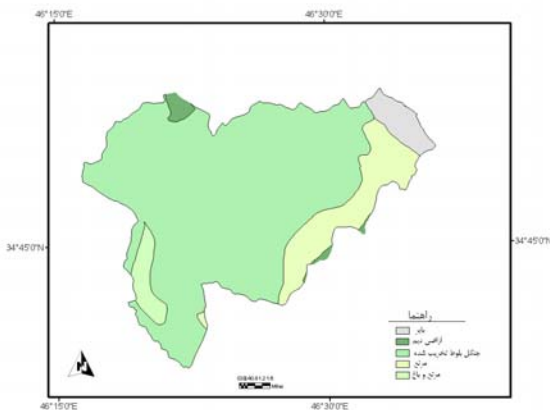 46°15'0"E 46°30'0"E
34°45'0"N 34°45'0"N
راهنما
بایر
اراضی دیم
جنگل بلوط تخریب شده
مرتع
مرتع و باغ
46°15'0"E 46°30'0"E